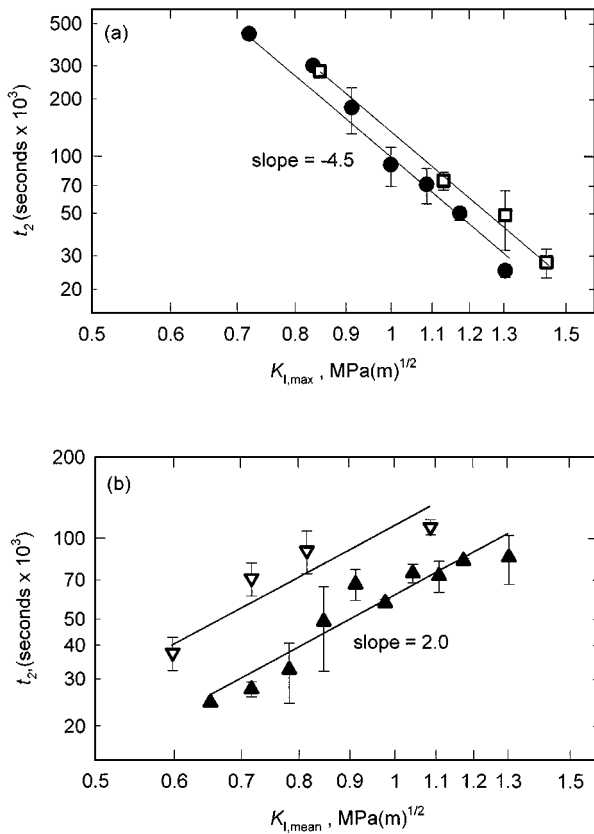 (a)
500
300
200
100
70
50
30
20
t2 (seconds x 10³)
slope = -4.5
0.5 0.6 0.7 0.8 0.9 1 1.1 1.2 1.3 1.5
KI,max , MPa(m)1/2
(b)
200
100
70
50
40
30
20
t2,(seconds x 10³)
slope = 2.0
0.5 0.6 0.7 0.8 0.9 1 1.1 1.2 1.3 1.5
KI,mean , MPa(m)1/2